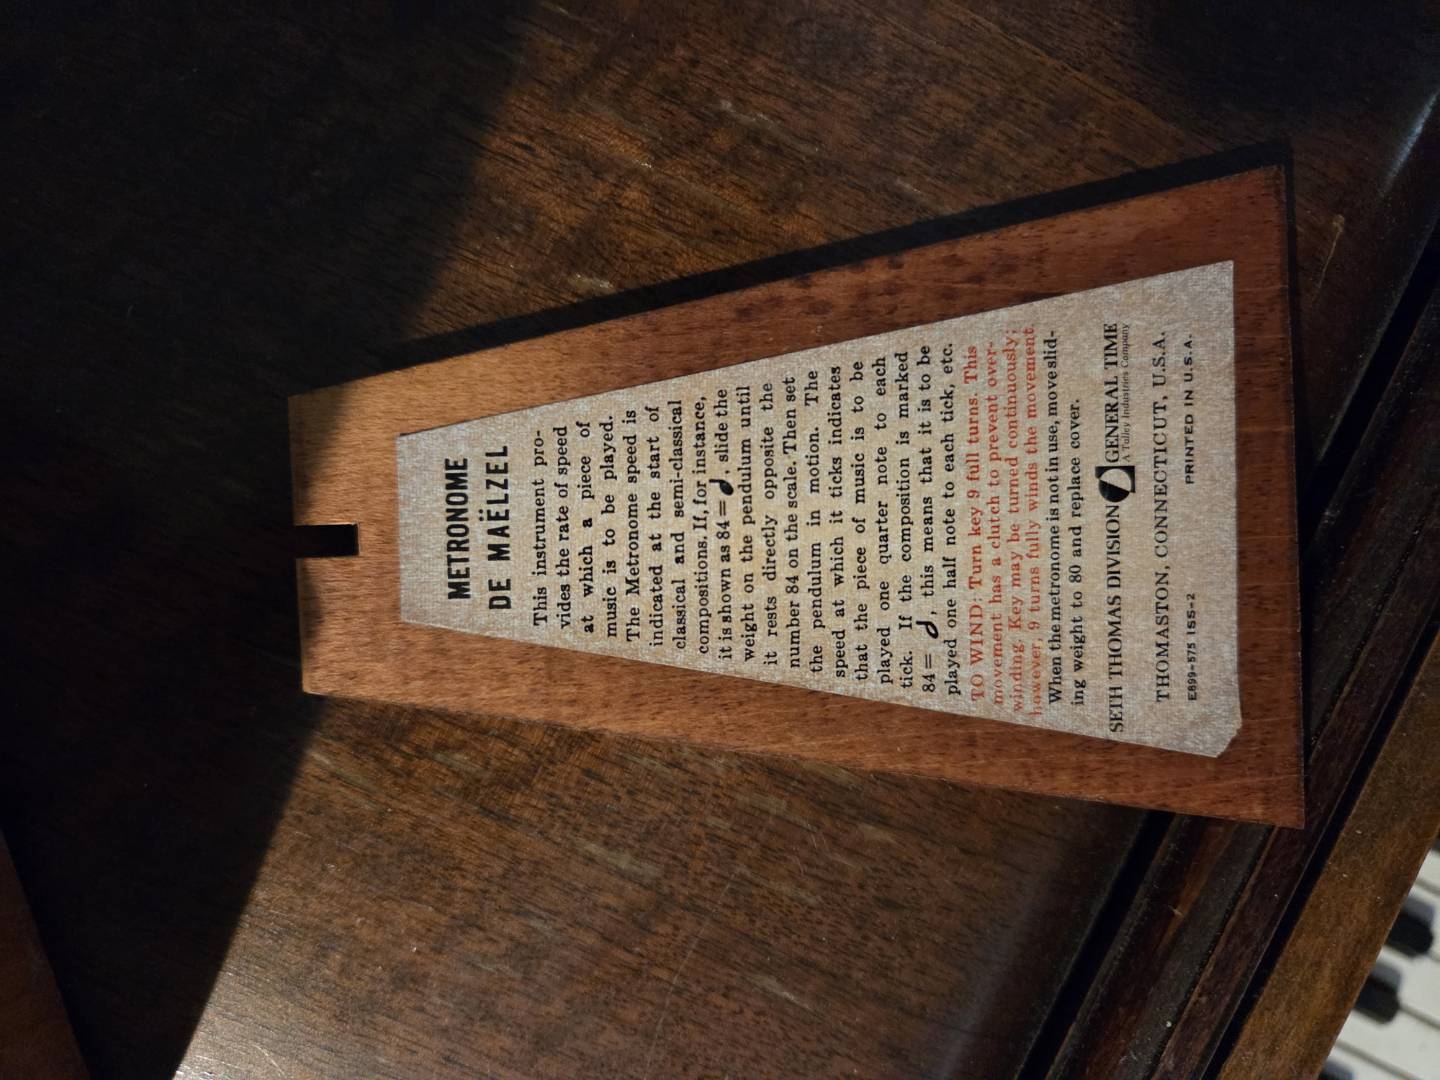 METRONOME
DE MAËLZEL
This instrument pro-
vides the rate of speed
at which a piece of
music is to be played.
The Metronome speed is
indicated at the start of
classical and semi-classical
compositions. If, for instance,
it is shown as 84=𝅗𝅥, slide the
weight on the pendulum until
it rests directly opposite the
number 84 on the scale. Then set
the pendulum in motion. The
speed at which it ticks indicates
that the piece of music is to be
played one quarter note to each
tick. If the composition is marked
84= 𝅗𝅥, this means that it is to be
played one half note to each tick, etc.
TO WIND: Turn key 9 full turns. This
movement has a clutch to prevent over-
winding. Key may be turned continuously;
however, 9 turns fully winds the movement.
When the metronome is not in use, move slid-
ing weight to 80 and replace cover.
SETH THOMAS DIVISION GENERAL TIME
A Talley Industries Company
THOMASTON, CONNECTICUT, U.S.A.
E899-575 ISS-2 PRINTED IN U.S.A.